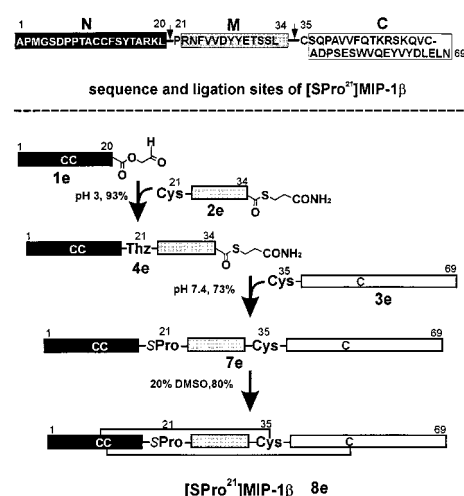 N M C
1 20 21 34 35
APMGSDPPTACCFSYTARKL PRNFVVDYYETSSL CSQPAVVFQTKRSKQVC-
ADPSESWVQEYVYDLELN 69
sequence and ligation sites of [SPro21]MIP-1β
1 20 H
CC O O O
1e 21 34
pH 3, 93% Cys S CONH2
2e O
1 21 34
CC Thz S CONH2
4e O 35 69
pH 7.4, 73% Cys C
3e
1 21 35 69
CC SPro Cys C
7e
20% DMSO,80%
1 21 35 69
CC SPro Cys C
[SPro21]MIP-1β 8e